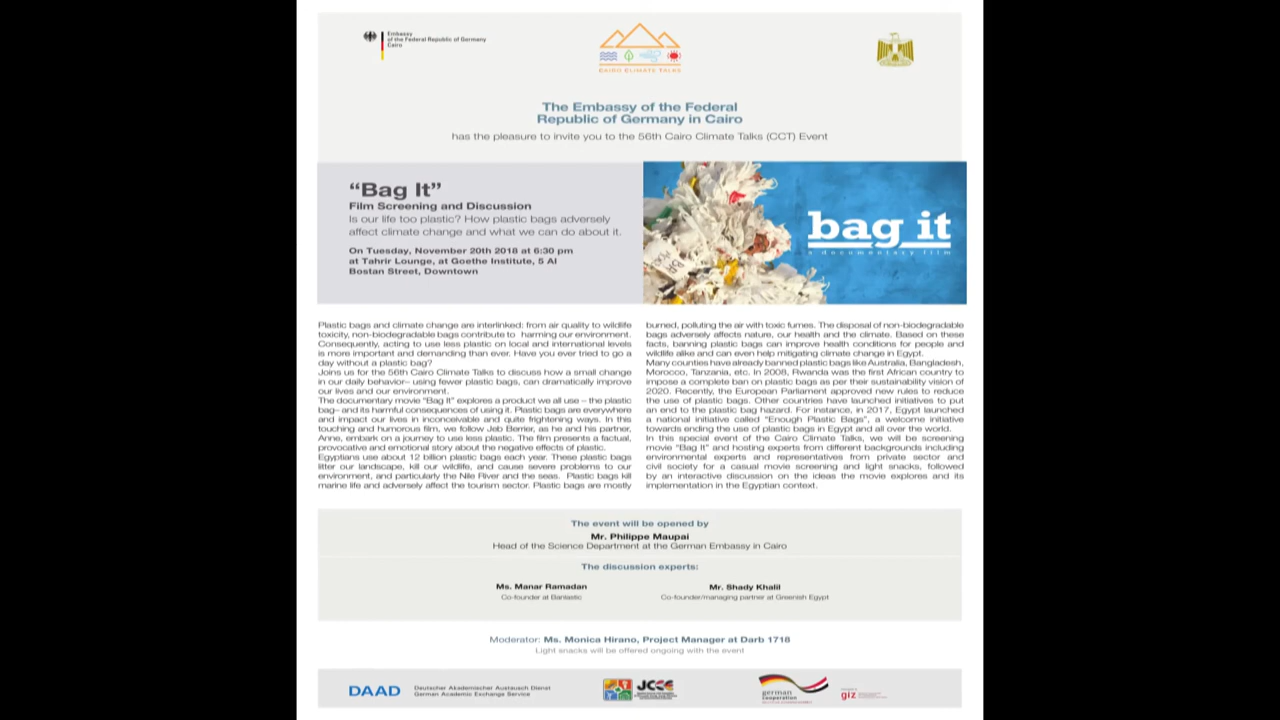 Embassy
of the Federal Republic of Germany
Cairo
CAIRO CLIMATE TALKS
The Embassy of the Federal
Republic of Germany in Cairo
has the pleasure to invite you to the 56th Cairo Climate Talks (CCT) Event
“Bag It”
Film Screening and Discussion
Is our life too plastic? How plastic bags adversely
affect climate change and what we can do about it.
On Tuesday, November 20th 2018 at 6:30 pm
at Tahrir Lounge, at Goethe Institute, 5 Al
Bostan Street, Downtown
bag it
a documentary film
Plastic bags and climate change are interlinked: from air quality to wildlife
toxicity, non-biodegradable bags contribute to harming our environment.
Consequently, acting to use less plastic on local and international levels
is more important and demanding than ever. Have you ever tried to go a
day without a plastic bag?
Joins us for the 56th Cairo Climate Talks to discuss how a small change
in our daily behavior– using fewer plastic bags, can dramatically improve
our lives and our environment.
The documentary movie “Bag It” explores a product we all use – the plastic
bag– and its harmful consequences of using it. Plastic bags are everywhere
and impact our lives in inconceivable and quite frightening ways. In this
touching and humorous film, we follow Jeb Berrier, as he and his partner,
Anne, embark on a journey to use less plastic. The film presents a factual,
provocative and emotional story about the negative effects of plastic.
Egyptians use about 12 billion plastic bags each year. These plastic bags
litter our landscape, kill our wildlife, and cause severe problems to our
environment, and particularly the Nile River and the seas. Plastic bags kill
marine life and adversely affect the tourism sector. Plastic bags are mostly
burned, polluting the air with toxic fumes. The disposal of non-biodegradable
bags adversely affects nature, our health and the climate. Based on these
facts, banning plastic bags can improve health conditions for people and
wildlife alike and can even help mitigating climate change in Egypt.
Many counties have already banned plastic bags like Australia, Bangladesh,
Morocco, Tanzania, etc. In 2008, Rwanda was the first African country to
impose a complete ban on plastic bags as per their sustainability vision of
2020. Recently, the European Parliament approved new rules to reduce
the use of plastic bags. Other countries have launched initiatives to put
an end to the plastic bag hazard. For instance, in 2017, Egypt launched
a national initiative called “Enough Plastic Bags”, a welcome initiative
towards ending the use of plastic bags in Egypt and all over the world.
In this special event of the Cairo Climate Talks, we will be screening
movie “Bag It” and hosting experts from different backgrounds including
environmental experts and representatives from private sector and
civil society for a casual movie screening and light snacks, followed
by an interactive discussion on the ideas the movie explores and its
implementation in the Egyptian context.
The event will be opened by
Mr. Philippe Maupai
Head of the Science Department at the German Embassy in Cairo
The discussion experts:
Ms. Manar Ramadan
Co-founder at Bantastic
Mr. Shady Khalil
Co-founder/managing partner at Greenish Egypt
Moderator: Ms. Monica Hirano, Project Manager at Darb 1718
Light snacks will be offered ongoing with the event
DAAD
Deutscher Akademischer Austausch Dienst
German Academic Exchange Service
JCEE
german
cooperation
giz